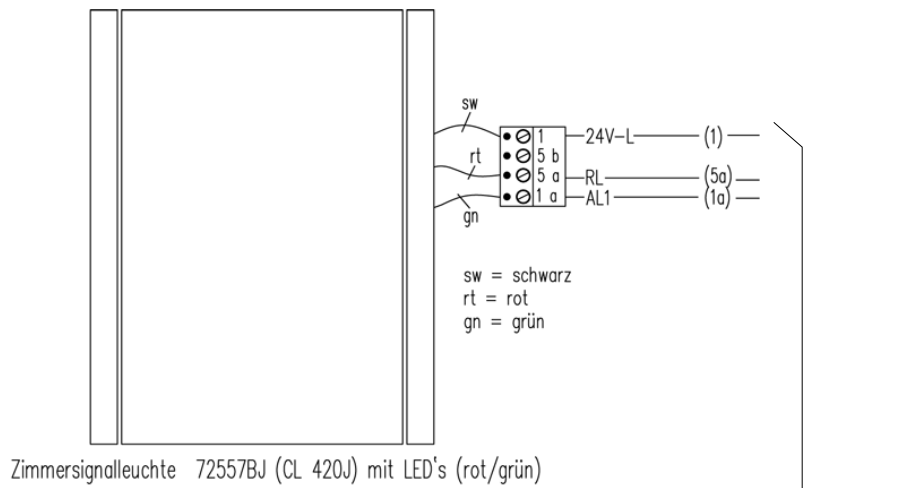 sw
1 24V-L (1)
rt 5 b
5 a RL (5a)
1 a AL1 (1a)
gn
sw = schwarz
rt = rot
gn = grün
Zimmersignalleuchte 72557BJ (CL 420J) mit LED's (rot/grün)